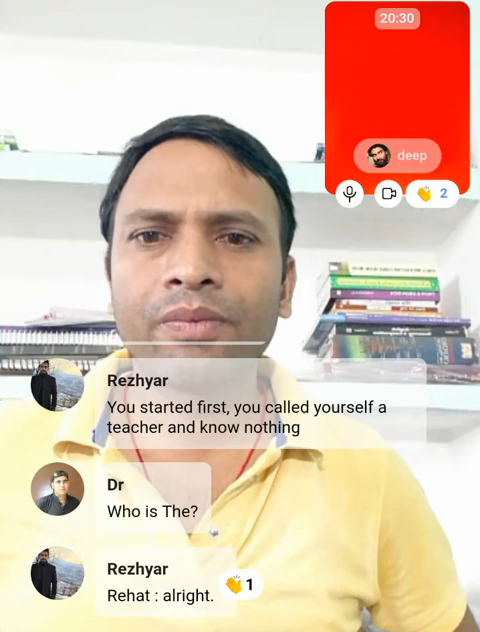 20:30
deep
2
Rezhyar
You started first, you called yourself a
teacher and know nothing
Dr
Who is The?
Rezhyar
Rehat : alright.
1